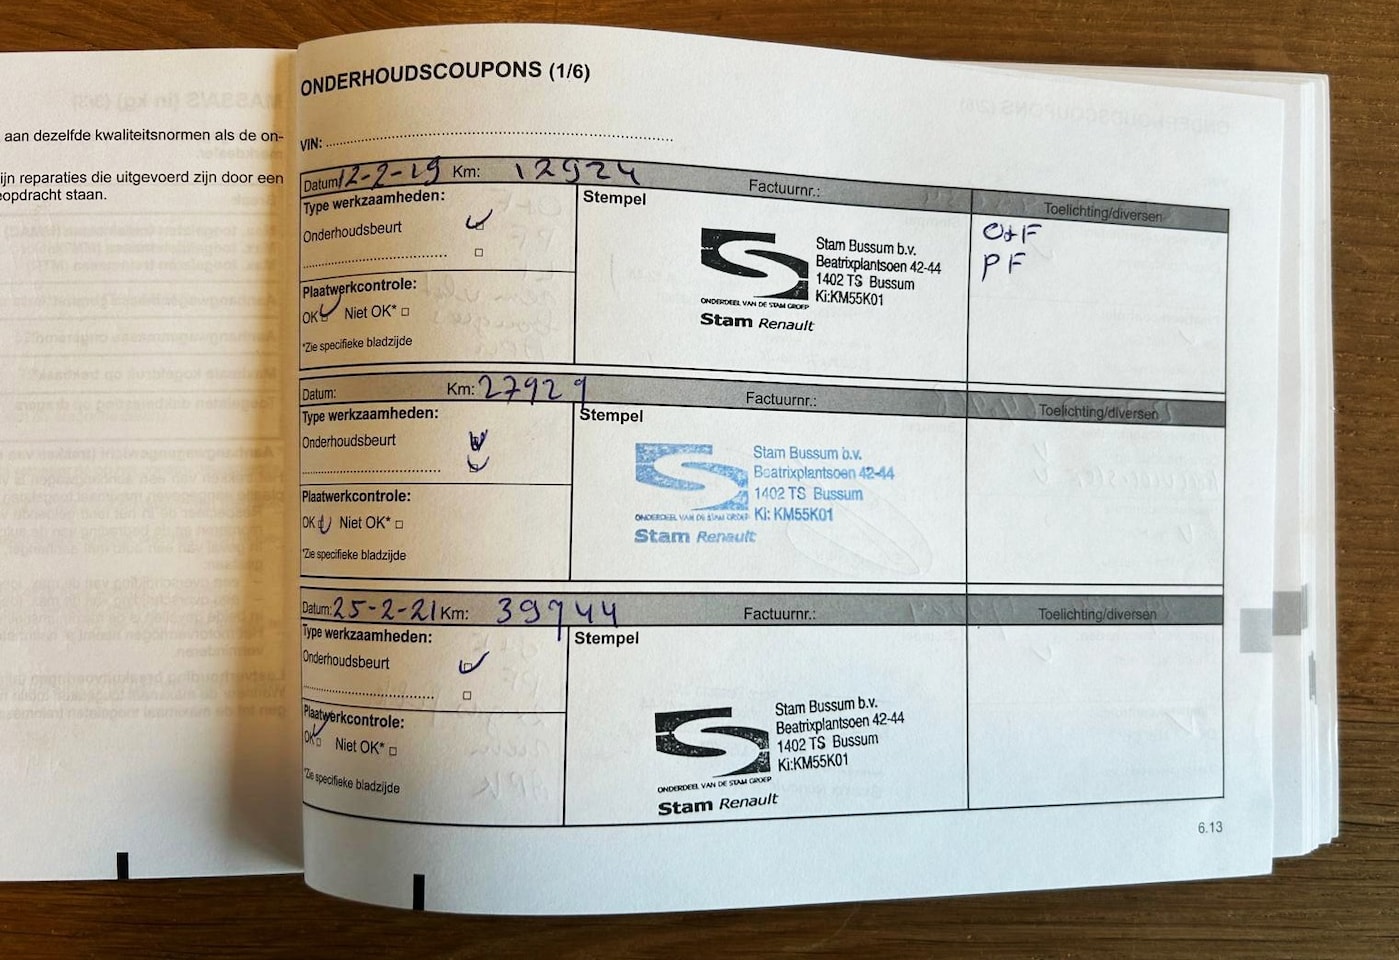 aan dezelfde kwaliteitsnormen als de on-
ijn reparaties die uitgevoerd zijn door een
opdracht staan.
ONDERHOUDSCOUPONS (1/6)
VIN:
Datum: 12-2-19 Km: 12924 Factuurnr.: Toelichting/diversen
Type werkzaamheden: Stempel
Onderhoudsbeurt
O+F
PF
Stam Bussum b.v.
Beatrixplantsoen 42-44
1402 TS Bussum
Ki:KM55K01
ONDERDEEL VAN DE STAM GROEP
Stam Renault
Plaatwerkcontrole:
OK Niet OK*
*Zie specifieke bladzijde
Datum: Km: 27929 Factuurnr.: Toelichting/diversen
Type werkzaamheden: Stempel
Onderhoudsbeurt
Stam Bussum b.v.
Beatrixplantsoen 42-44
1402 TS Bussum
Ki: KM55K01
ONDERDEEL VAN DE STAM GROEP
Stam Renault
Plaatwerkcontrole:
OK Niet OK*
*Zie specifieke bladzijde
Datum: 25-2-21 Km: 39744 Factuurnr.: Toelichting/diversen
Type werkzaamheden: Stempel
Onderhoudsbeurt
Stam Bussum b.v.
Beatrixplantsoen 42-44
1402 TS Bussum
Ki:KM55K01
ONDERDEEL VAN DE STAM GROEP
Stam Renault
Plaatwerkcontrole:
OK Niet OK*
*Zie specifieke bladzijde
6.13